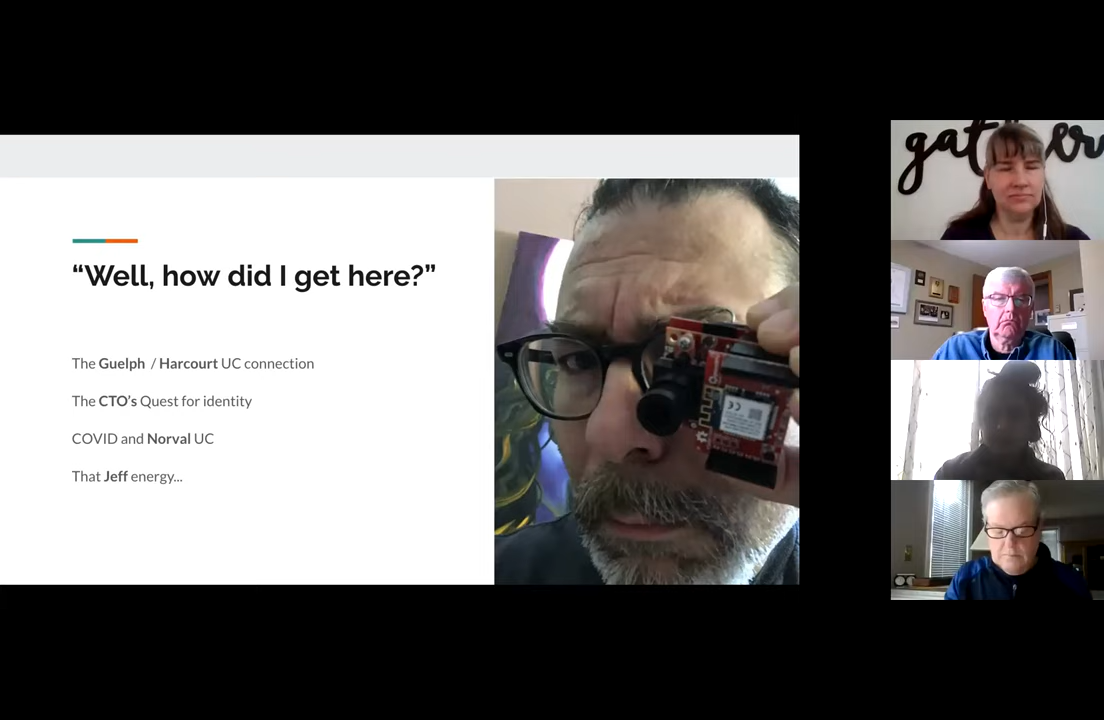 “Well, how did I get here?”
The Guelph / Harcourt UC connection
The CTO’s Quest for identity
COVID and Norval UC
That Jeff energy...
gather